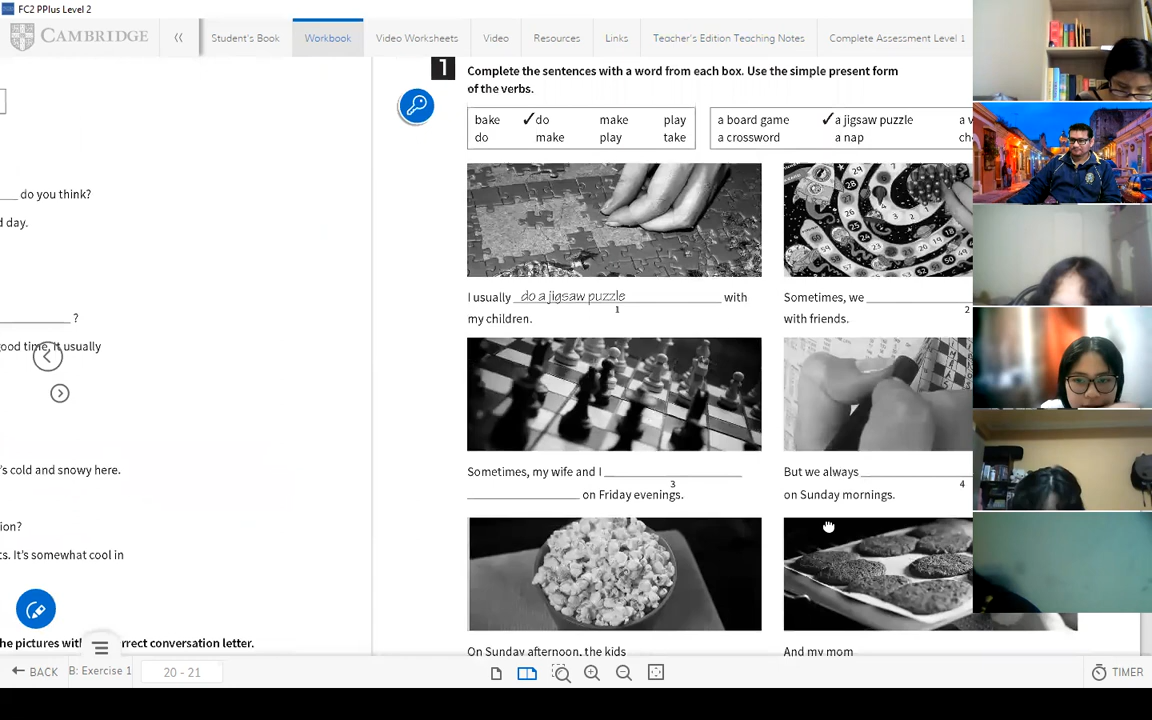 FC2 PPlus Level 2
CAMBRIDGE
Student's Book
Workbook
Video Worksheets
Video
Resources
Links
Teacher's Edition Teaching Notes
Complete Assessment Level 1
do you think?
d day.
?
ood time, it usually
's cold and snowy here.
ion?
ts. It's somewhat cool in
he pictures with
rrect conversation letter.
1 Complete the sentences with a word from each box. Use the simple present form
of the verbs.
bake ✓do make play
do make play take
a board game ✓a jigsaw puzzle a v
a crossword a nap ch
I usually do a jigsaw puzzle with
1
my children.
Sometimes, we
2
with friends.
Sometimes, my wife and I
3
on Friday evenings.
But we always
4
on Sunday mornings.
On Sunday afternoon, the kids
And my mom
BACK
B: Exercise 1
20 - 21
TIMER